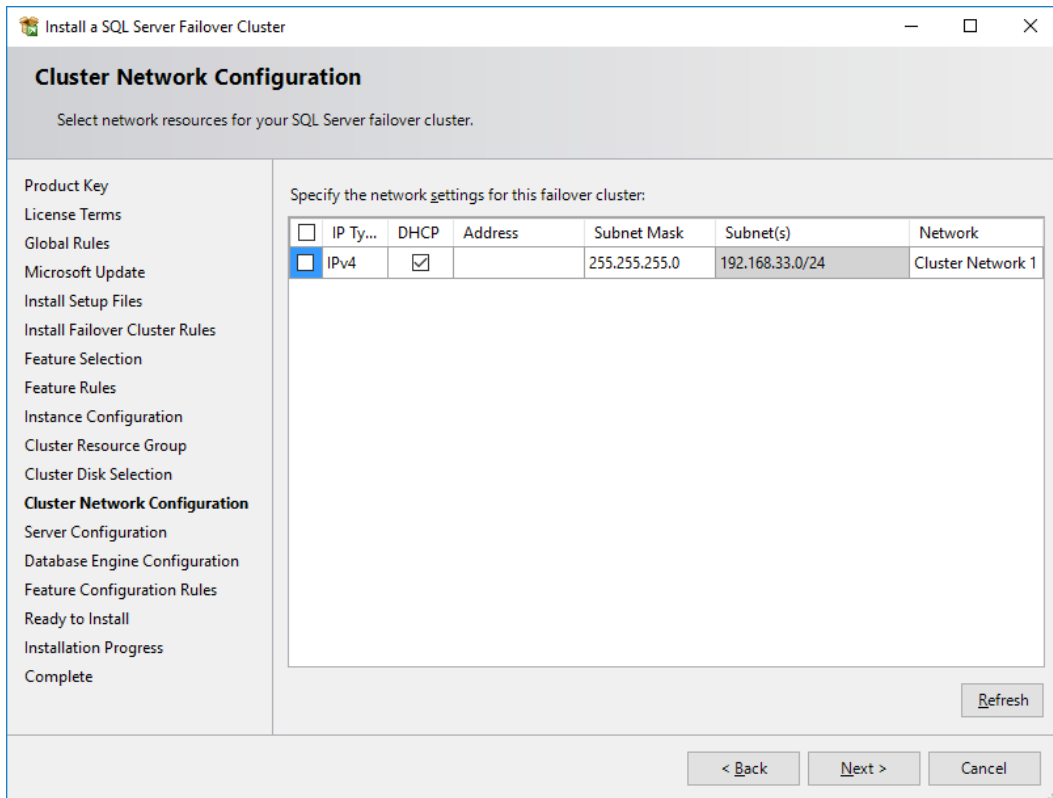 Install a SQL Server Failover Cluster
Cluster Network Configuration
Select network resources for your SQL Server failover cluster.
Product Key
License Terms
Global Rules
Microsoft Update
Install Setup Files
Install Failover Cluster Rules
Feature Selection
Feature Rules
Instance Configuration
Cluster Resource Group
Cluster Disk Selection
Cluster Network Configuration
Server Configuration
Database Engine Configuration
Feature Configuration Rules
Ready to Install
Installation Progress
Complete
Specify the network settings for this failover cluster:
IP Ty... DHCP Address Subnet Mask Subnet(s) Network
IPv4 255.255.255.0 192.168.33.0/24 Cluster Network 1
Refresh
< Back Next > Cancel